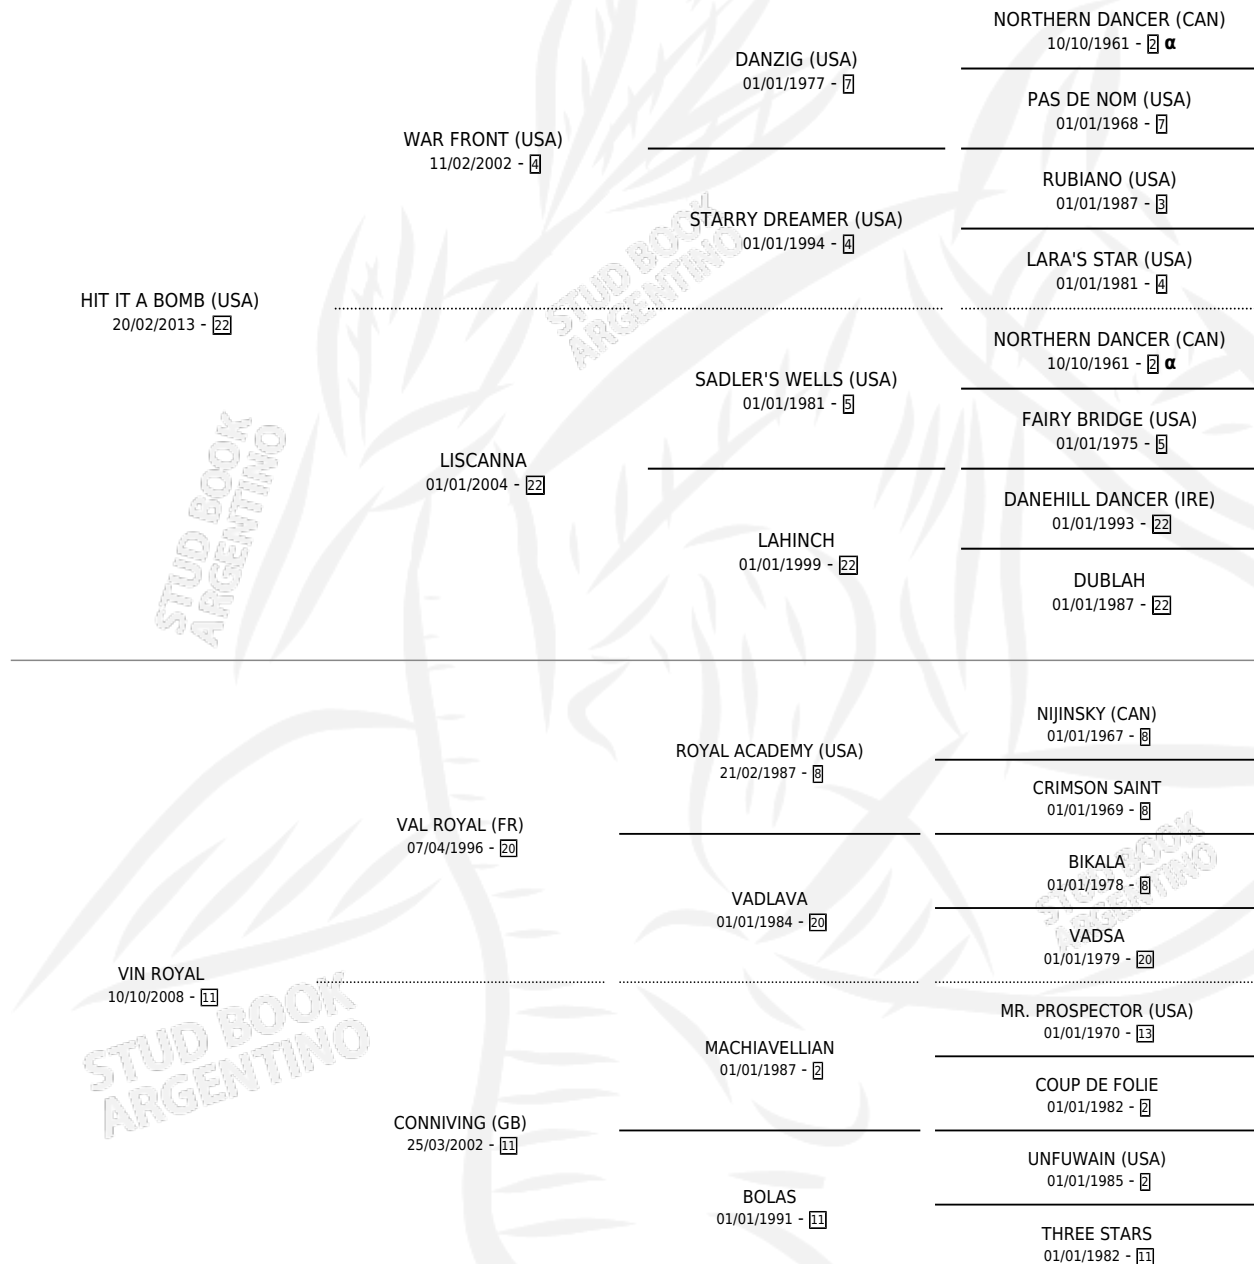 NORTHERN DANCER (CAN)
10/10/1961 - 2 α
DANZIG (USA)
01/01/1977 - 7
PAS DE NOM (USA)
01/01/1968 - 7
WAR FRONT (USA)
11/02/2002 - 4
RUBIANO (USA)
01/01/1987 - 3
STARRY DREAMER (USA)
01/01/1994 - 4
LARA'S STAR (USA)
01/01/1981 - 4
STUD BOOK
ARGENTINO
HIT IT A BOMB (USA)
20/02/2013 - 22
NORTHERN DANCER (CAN)
10/10/1961 - 2 α
SADLER'S WELLS (USA)
01/01/1981 - 5
FAIRY BRIDGE (USA)
01/01/1975 - 5
LISCANNA
01/01/2004 - 22
DANEHILL DANCER (IRE)
01/01/1993 - 22
LAHINCH
01/01/1999 - 22
DUBLAH
01/01/1987 - 22
STUD BOOK
ARGENTINO
NIJINSKY (CAN)
01/01/1967 - 8
ROYAL ACADEMY (USA)
21/02/1987 - 8
CRIMSON SAINT
01/01/1969 - 8
VAL ROYAL (FR)
07/04/1996 - 20
BIKALA
01/01/1978 - 8
VADLAVA
01/01/1984 - 20
VADSA
01/01/1979 - 20
STUD BOOK
ARGENTINO
VIN ROYAL
10/10/2008 - 11
MR. PROSPECTOR (USA)
01/01/1970 - 13
MACHIAVELLIAN
01/01/1987 - 2
COUP DE FOLIE
01/01/1982 - 2
STUD BOOK
ARGENTINO
CONNIVING (GB)
25/03/2002 - 11
UNFUWAIN (USA)
01/01/1985 - 2
BOLAS
01/01/1991 - 11
THREE STARS
01/01/1982 - 11